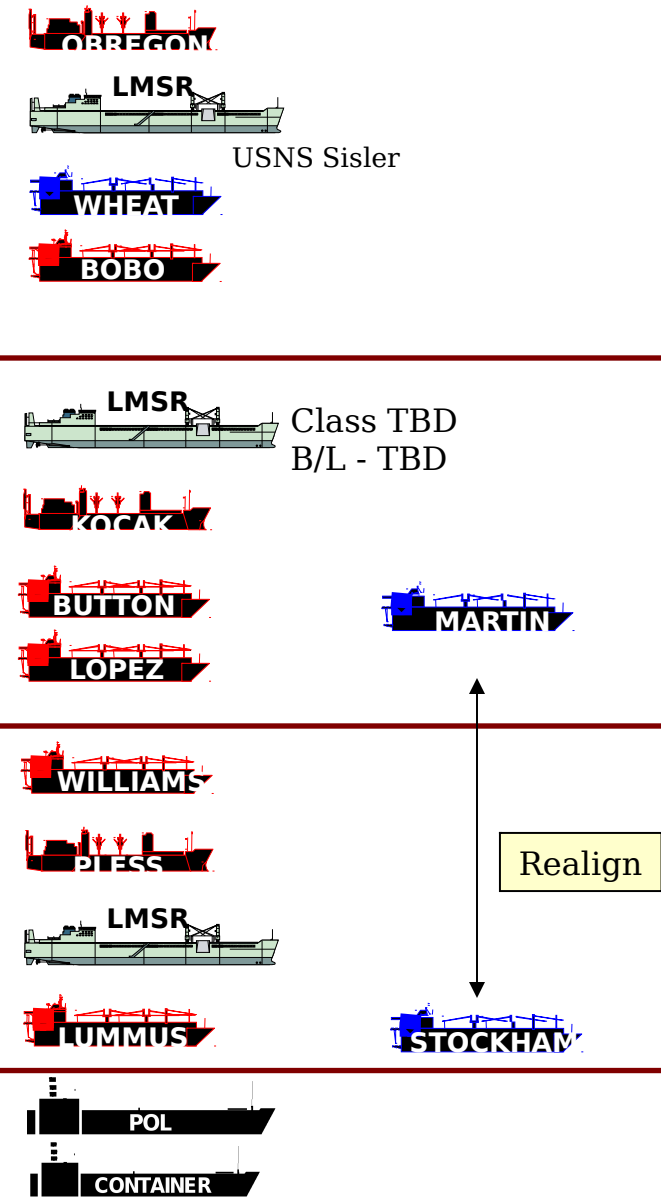 OBREGON
LMSR
USNS Sisler
WHEAT
BOBO
LMSR
Class TBD
B/L - TBD
KOCAK
BUTTON
MARTIN
LOPEZ
WILLIAMS
PLESS
Realign
LMSR
LUMMUS
STOCKHAM
POL
CONTAINER